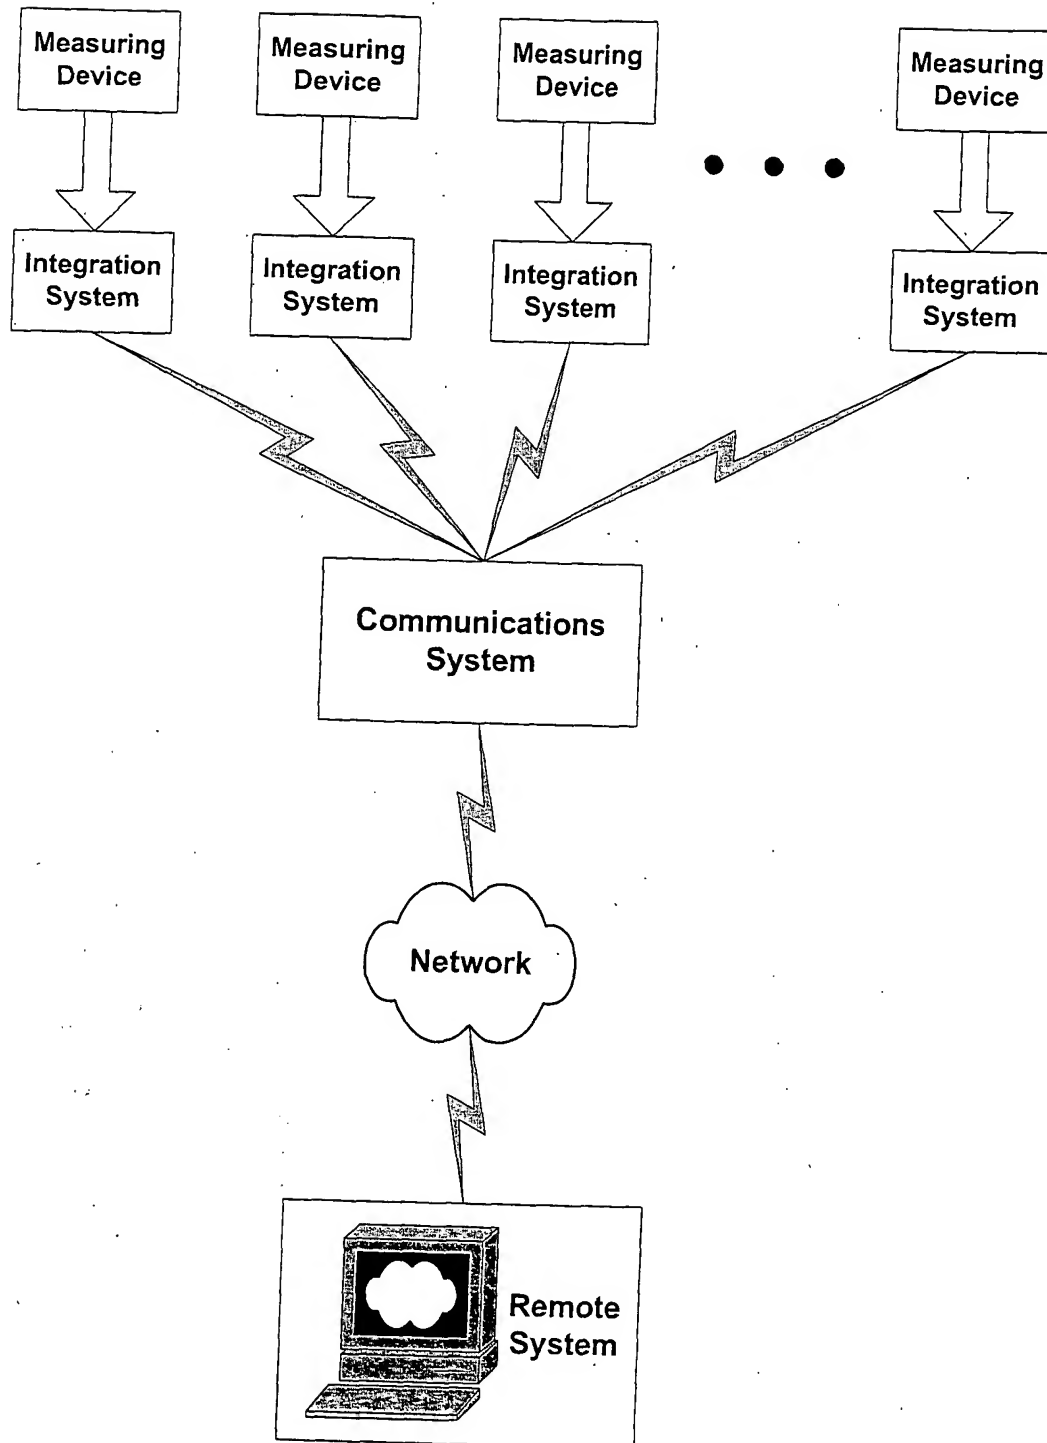 Measuring
Device
Measuring
Device
Measuring
Device
Measuring
Device
Integration
System
Integration
System
Integration
System
Integration
System
Communications
System
Network
Remote
System